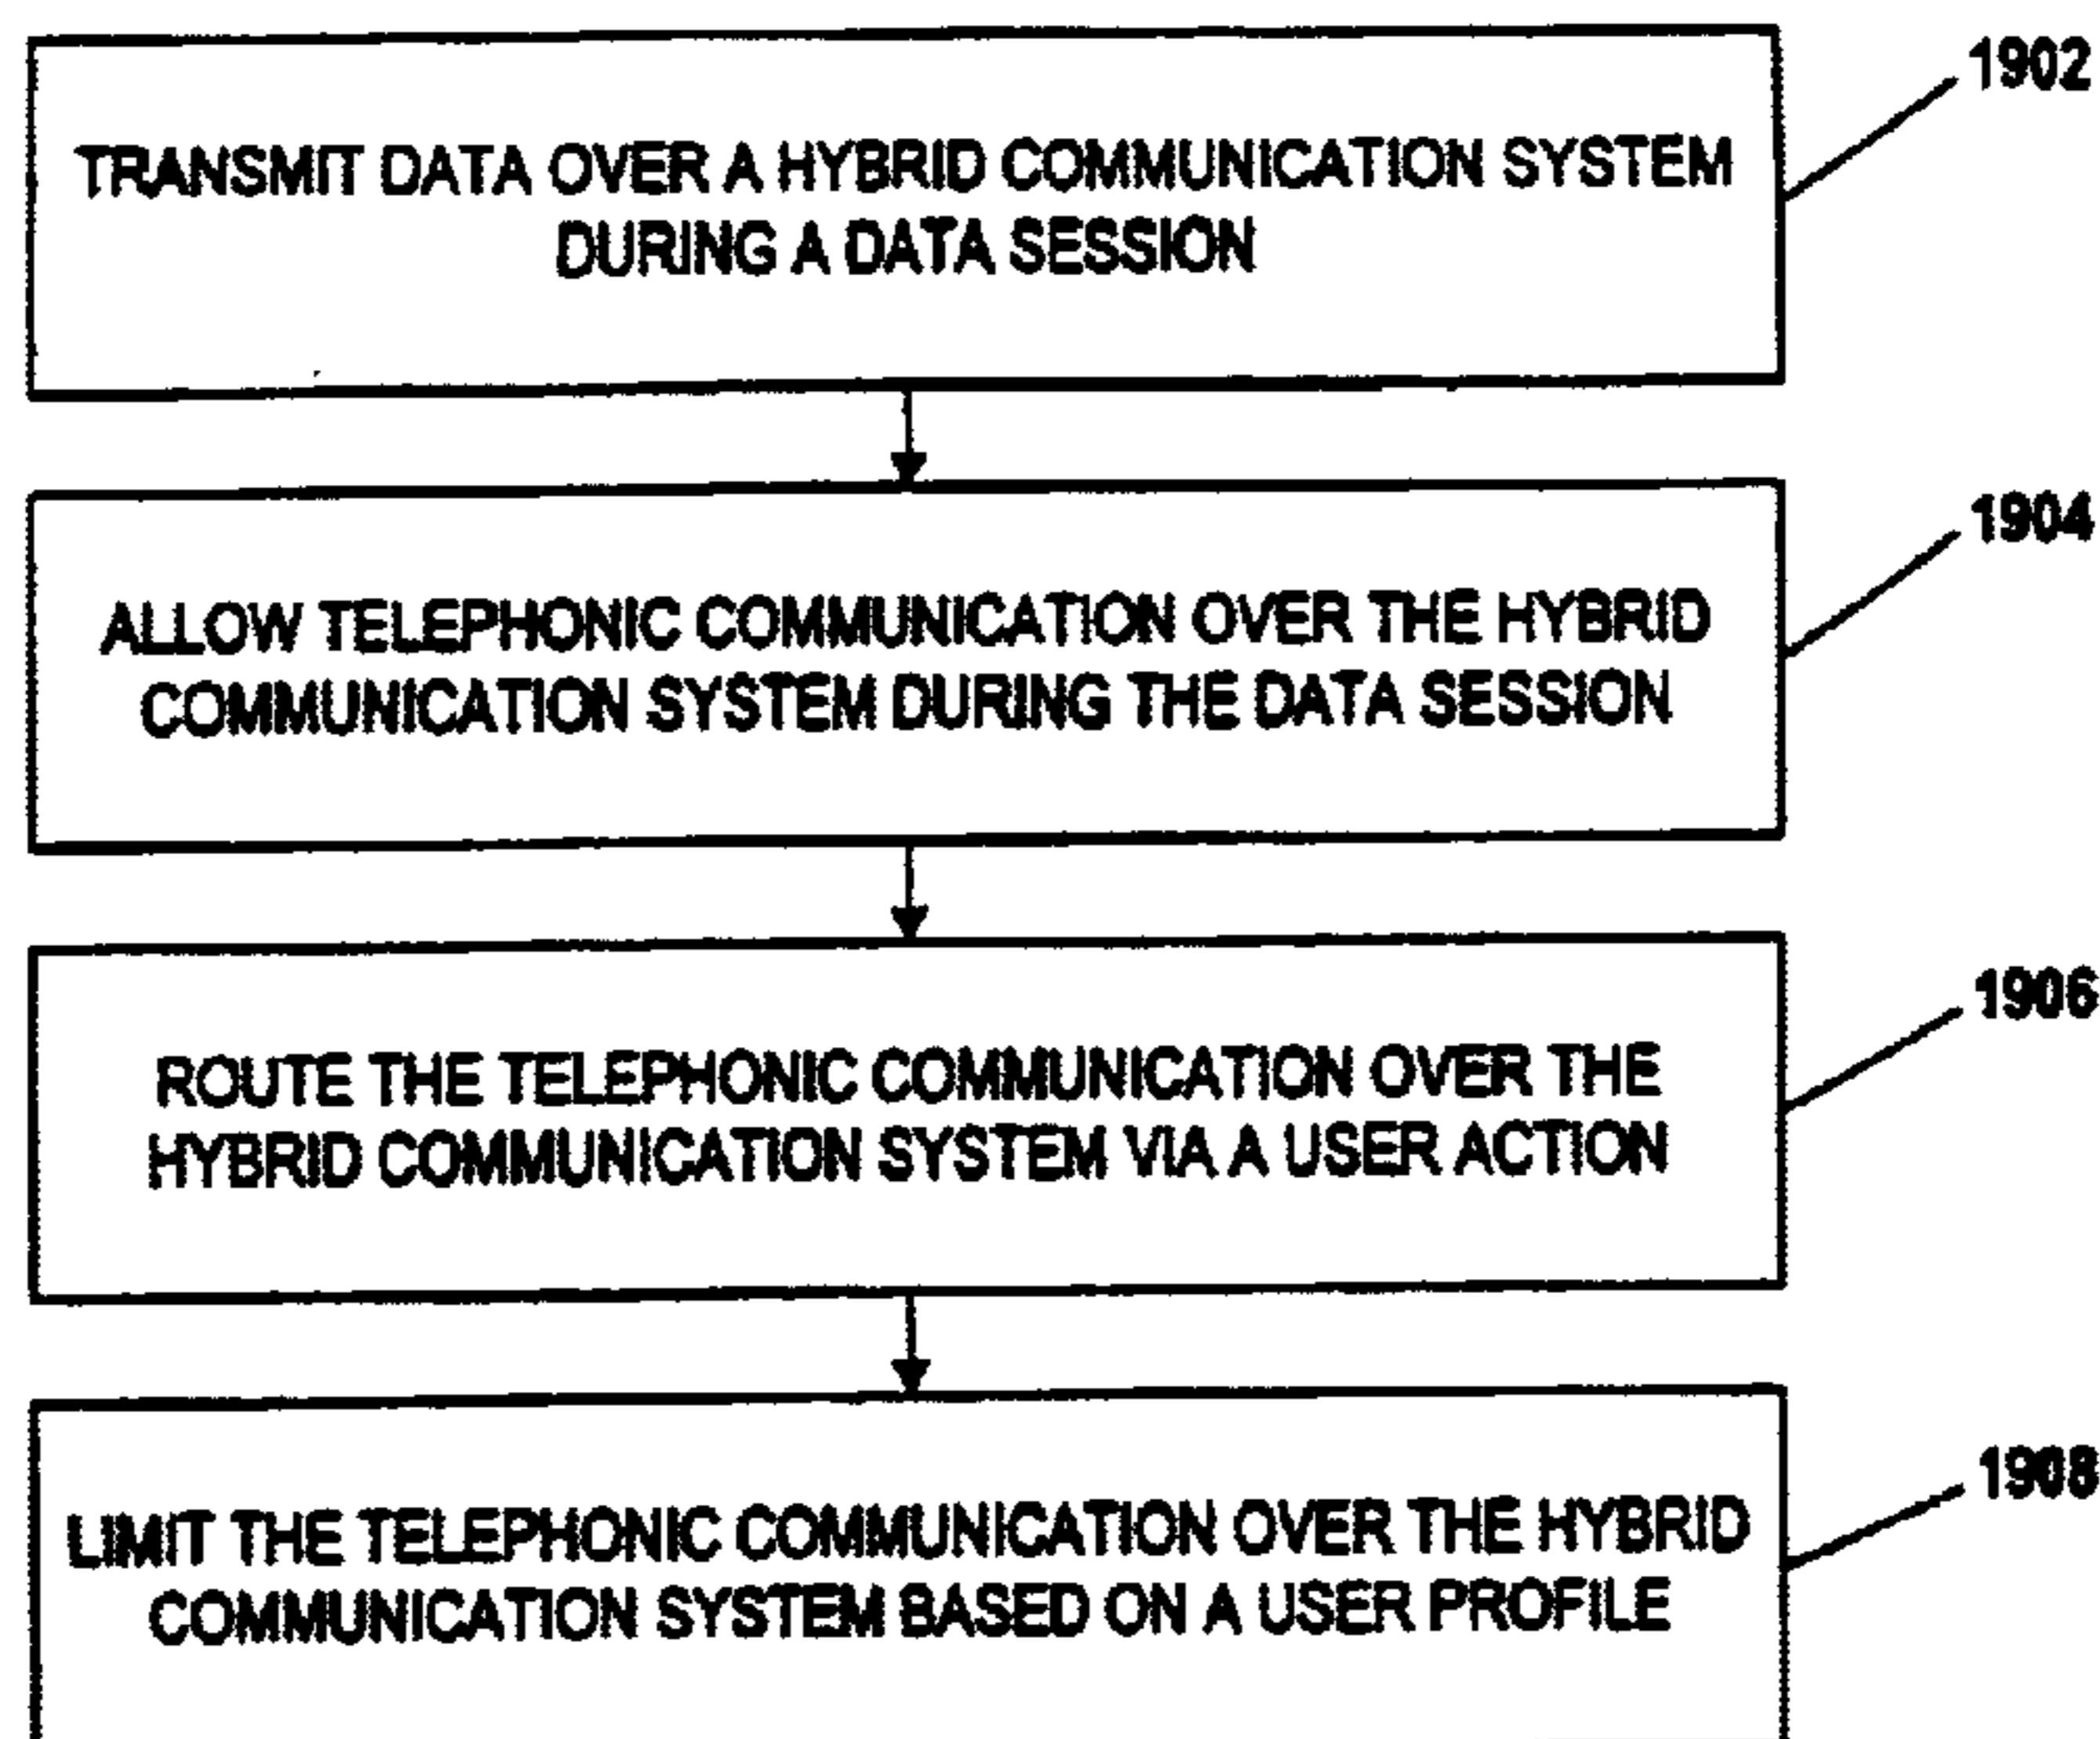 1902
TRANSMIT DATA OVER A HYBRID COMMUNICATION SYSTEM
DURING A DATA SESSION
1904
ALLOW TELEPHONIC COMMUNICATION OVER THE HYBRID
COMMUNICATION SYSTEM DURING THE DATA SESSION
1906
ROUTE THE TELEPHONIC COMMUNICATION OVER THE
HYBRID COMMUNICATION SYSTEM VIA A USER ACTION
1908
LIMIT THE TELEPHONIC COMMUNICATION OVER THE HYBRID
COMMUNICATION SYSTEM BASED ON A USER PROFILE